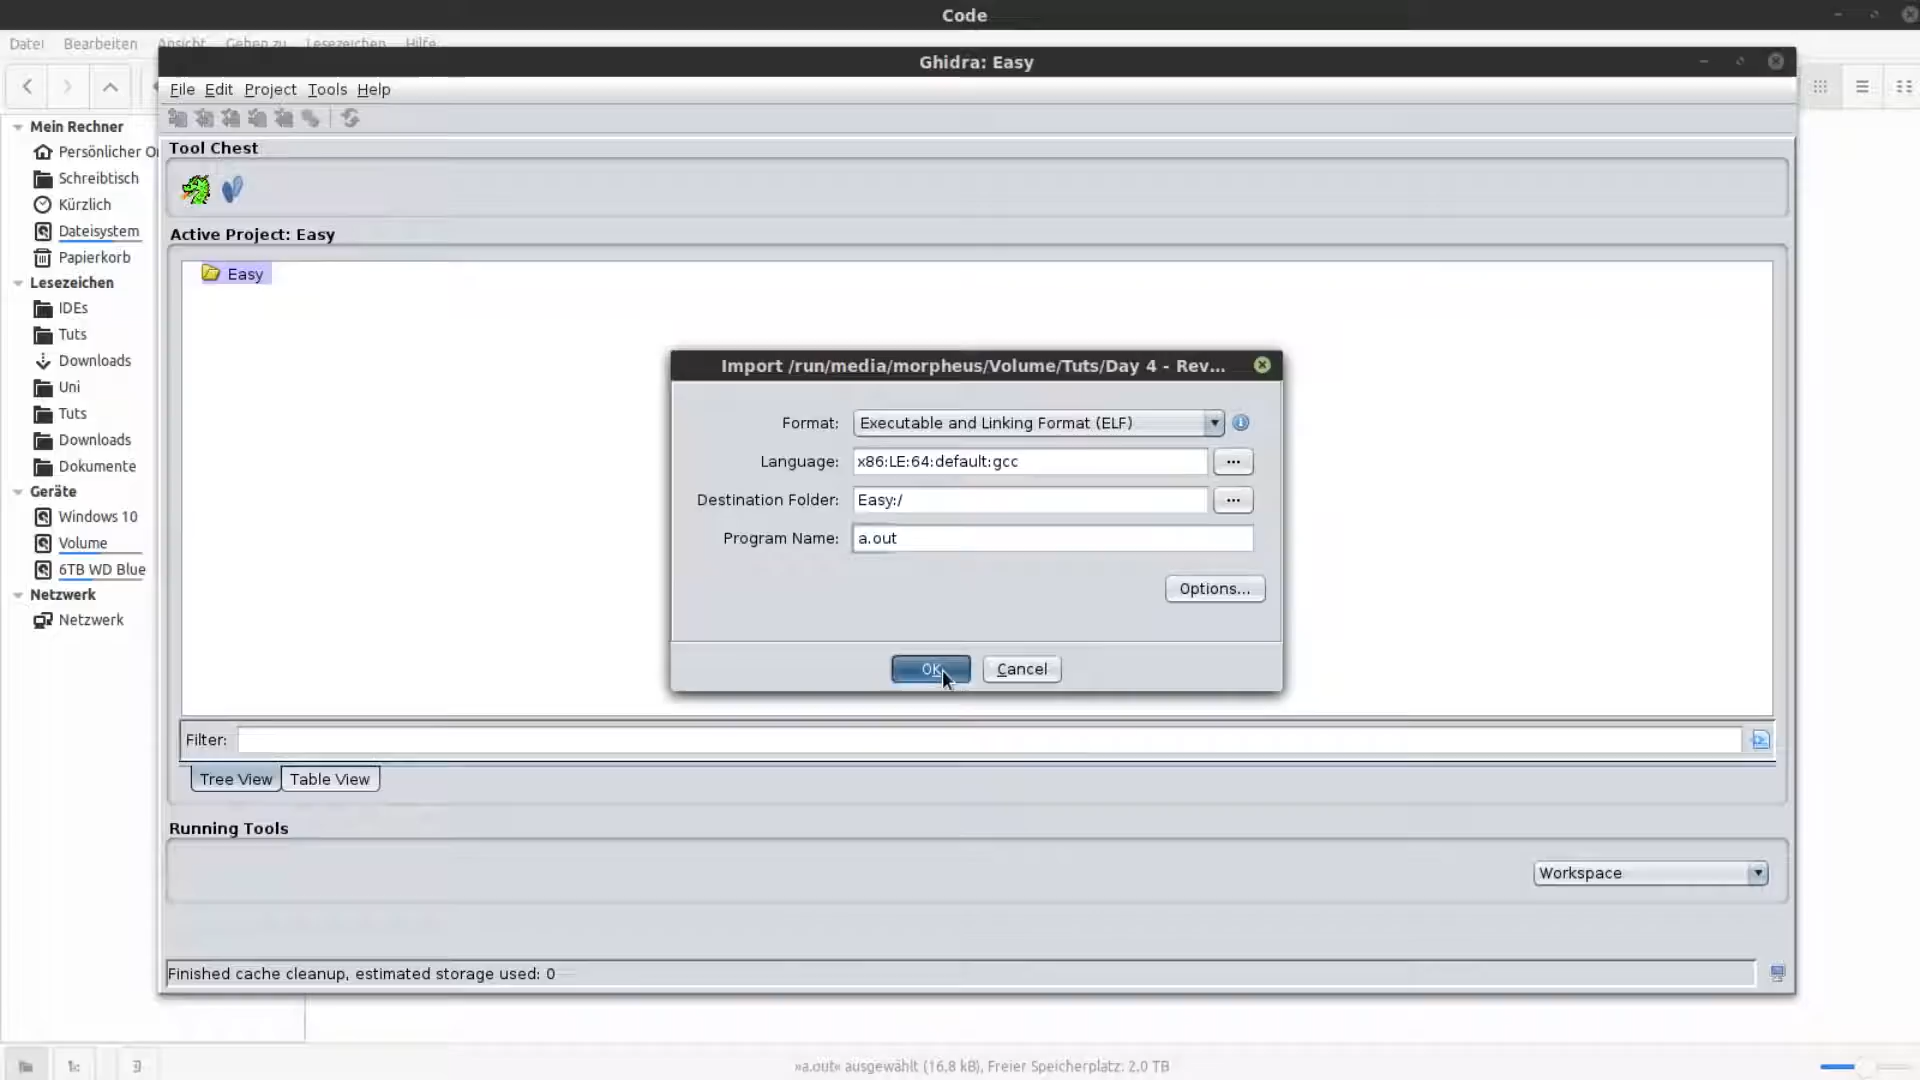 Code
Datei Bearbeiten Ansicht Gehen zu Lesezeichen Hilfe
Ghidra: Easy
File Edit Project Tools Help
Mein Rechner
Persönlicher O
Schreibtisch
Kürzlich
Dateisystem
Papierkorb
Lesezeichen
IDEs
Tuts
Downloads
Uni
Tuts
Downloads
Dokumente
Geräte
Windows 10
Volume
6TB WD Blue
Netzwerk
Netzwerk
Tool Chest
Active Project: Easy
Easy
Import /run/media/morpheus/Volume/Tuts/Day 4 - Rev...
Format: Executable and Linking Format (ELF)
Language: x86:LE:64:default:gcc ...
Destination Folder: Easy:/ ...
Program Name: a.out
Options...
OK Cancel
Filter:
Tree View Table View
Running Tools
Workspace
Finished cache cleanup, estimated storage used: 0
»a.out« ausgewählt (16,8 kB), Freier Speicherplatz: 2,0 TB